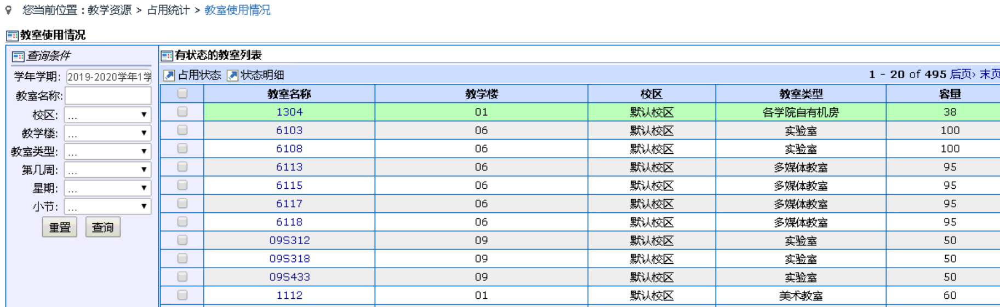 您当前位置：教学资源 > 占用统计 > 教室使用情况
教室使用情况
查询条件
学年学期: 2019-2020学年1学
教室名称:
校区: ...
教学楼: ...
教室类型: ...
第几周: ...
星期: ...
小节: ...
重置 查询
有状态的教室列表
占用状态 状态明细 1 - 20 of 495 后页› 末页
教室名称 教学楼 校区 教室类型 容量
1304 01 默认校区 各学院自有机房 38
6103 06 默认校区 实验室 100
6108 06 默认校区 实验室 100
6113 06 默认校区 多媒体教室 95
6115 06 默认校区 多媒体教室 95
6117 06 默认校区 多媒体教室 95
6118 06 默认校区 多媒体教室 95
09S312 09 默认校区 实验室 50
09S318 09 默认校区 实验室 50
09S433 09 默认校区 实验室 50
1112 01 默认校区 美术教室 60